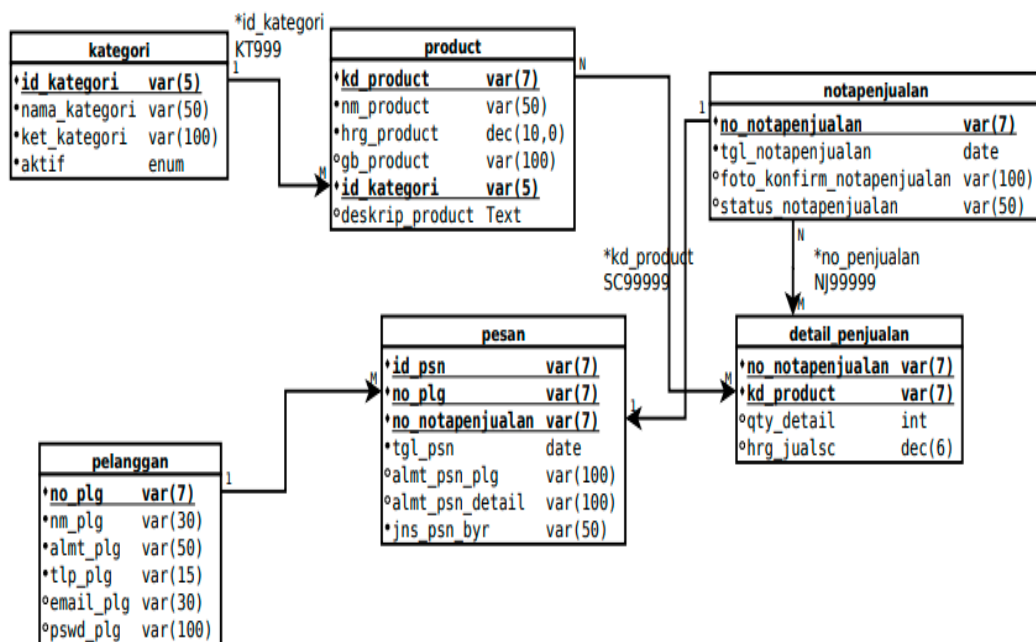 *id_kategori
KT999
kategori
1
id_kategori var(5)
nama_kategori var(50)
ket_kategori var(100)
aktif enum
product
N
kd_product var(7)
nm_product var(50)
hrg_product dec(10,0)
gb_product var(100)
M
id_kategori var(5)
deskrip_product Text
notapenjualan
1
no_notapenjualan var(7)
tgl_notapenjualan date
foto_konfirm_notapenjualan var(100)
status_notapenjualan var(50)
N
*kd_product
SC99999
*no_penjualan
NJ99999
M
pesan
id_psn var(7)
M
no_plg var(7)
no_notapenjualan var(7)
1
tgl_psn date
almt_psn_plg var(100)
almt_psn_detail var(100)
jns_psn_byr var(50)
detail_penjualan
no_notapenjualan var(7)
M
kd_product var(7)
qty_detail int
hrg_jualsc dec(6)
pelanggan
1
no_plg var(7)
nm_plg var(30)
almt_plg var(50)
tlp_plg var(15)
email_plg var(30)
pswd_plg var(100)